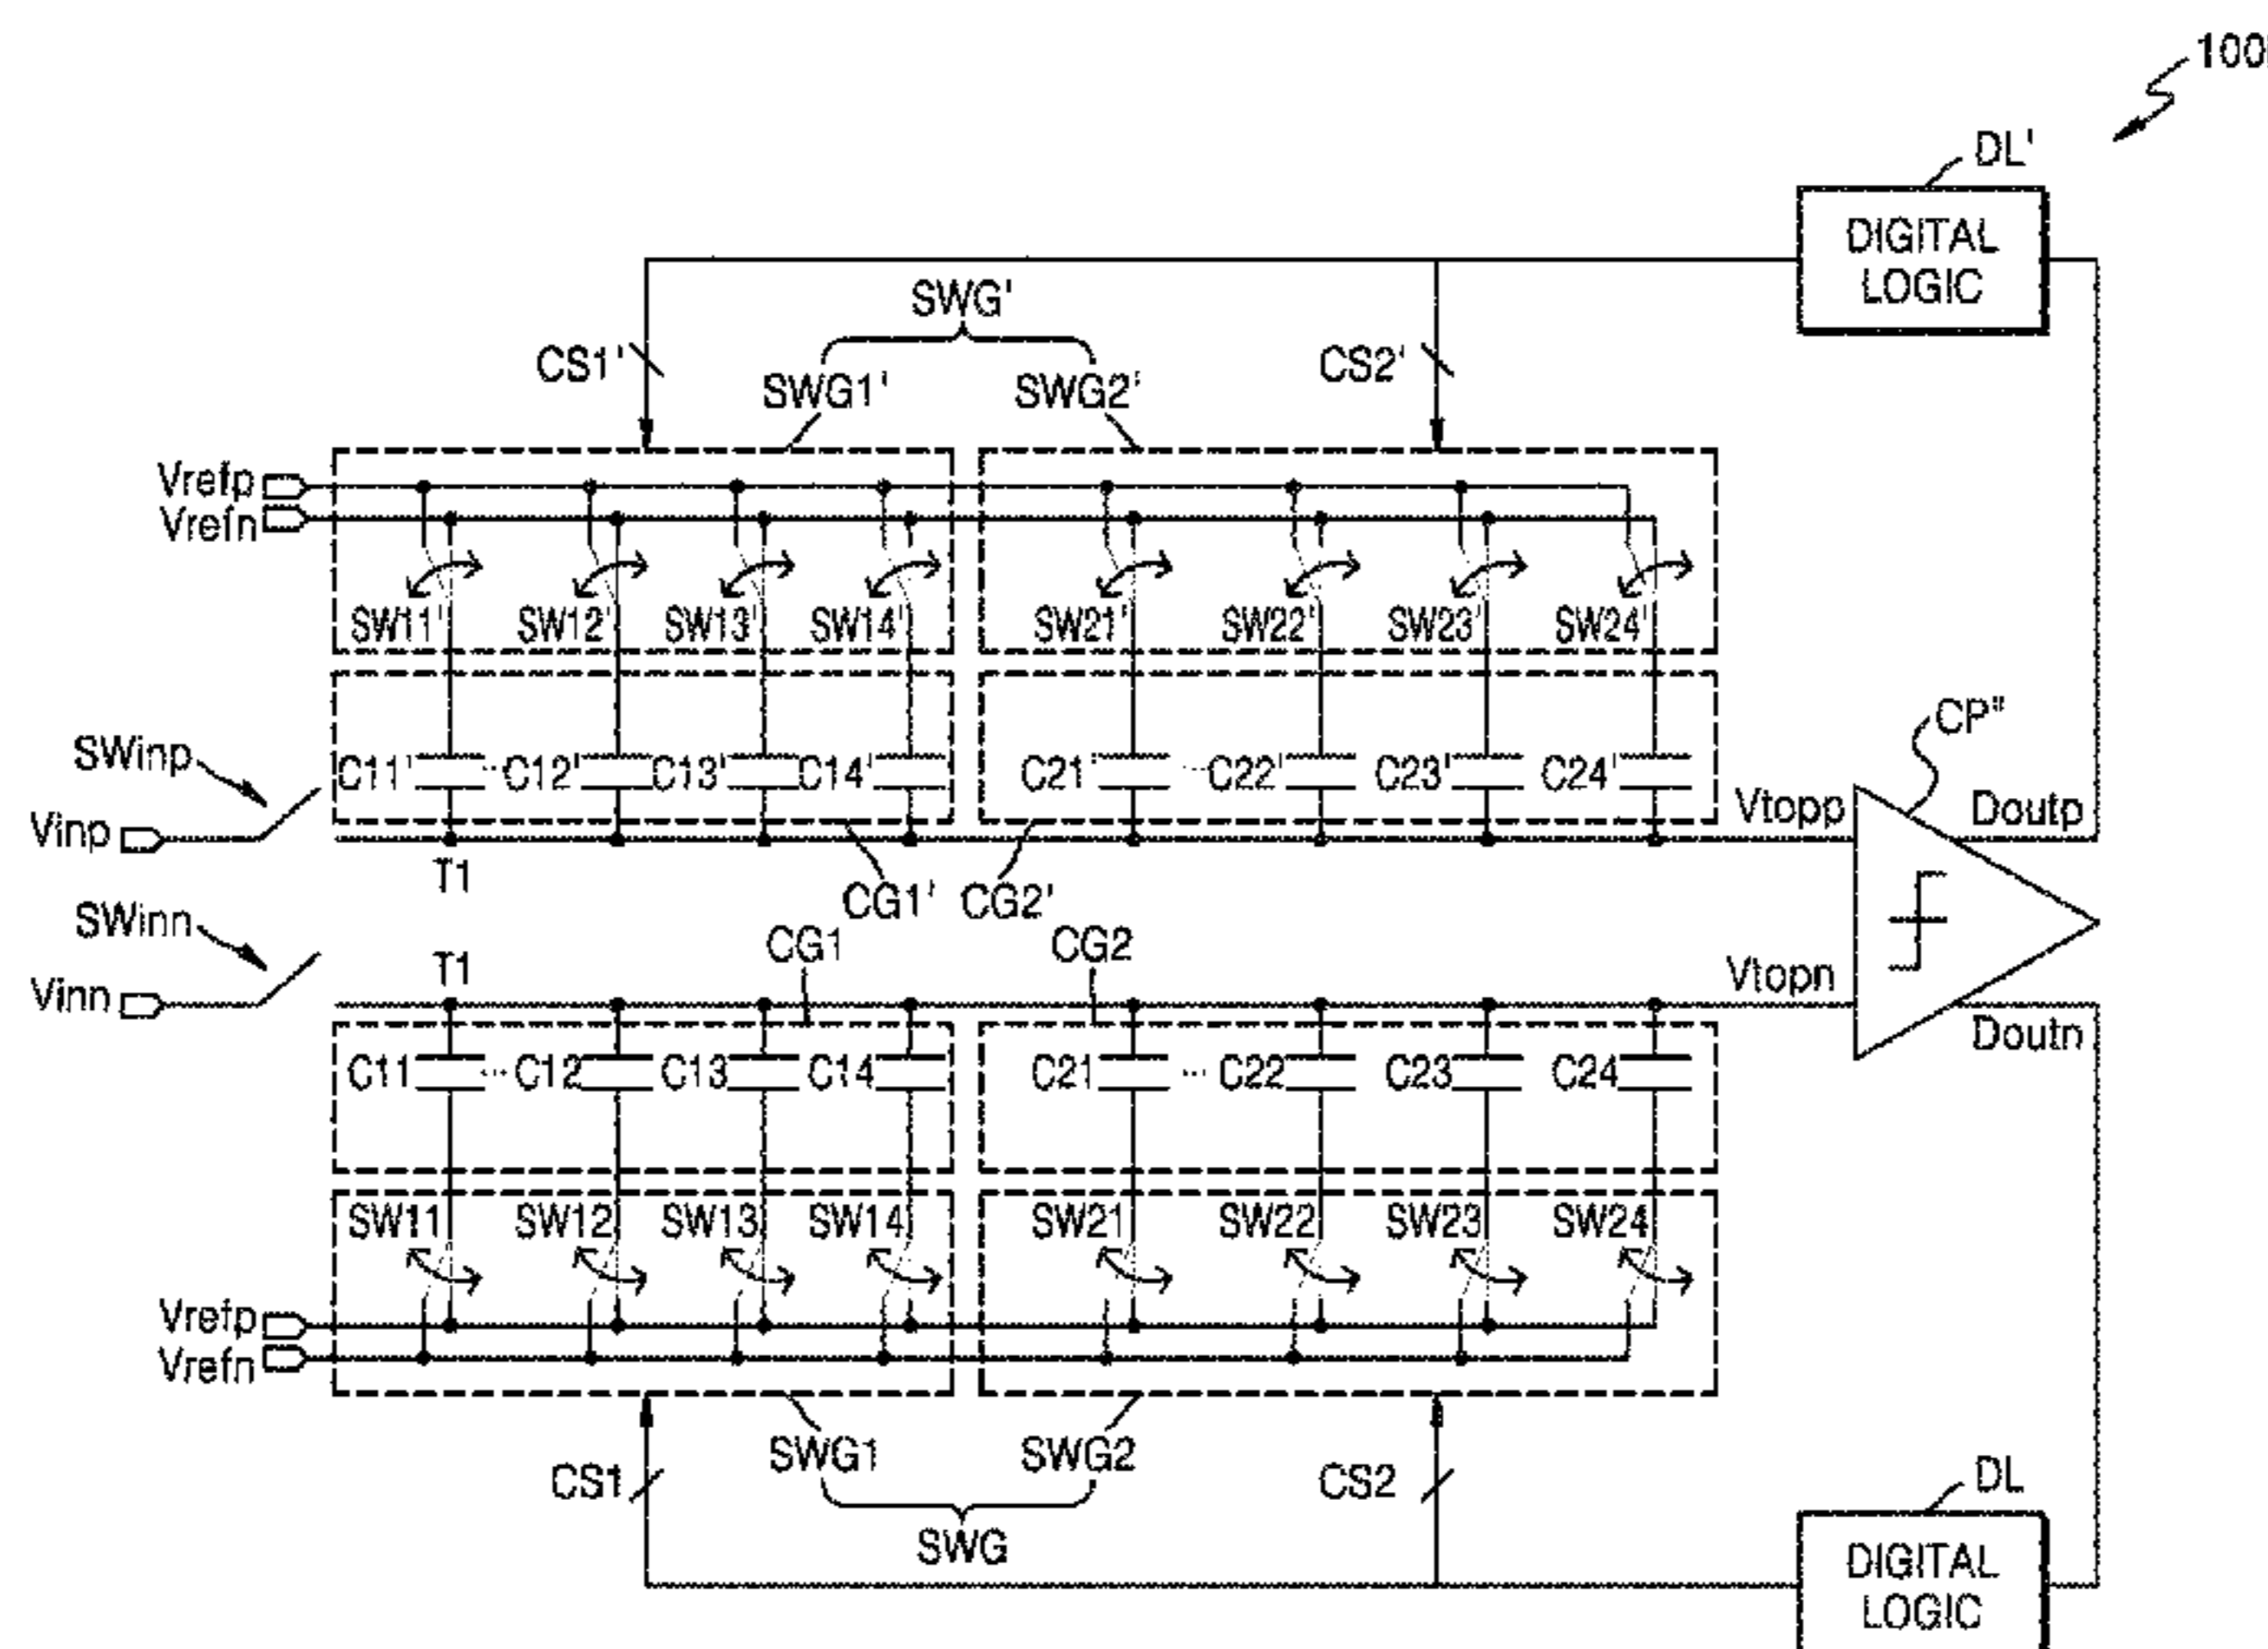 100
DL'
DIGITAL
LOGIC
SWG'
CS1'
CS2'
SWG1'
SWG2'
Vrefp
Vrefn
SW11'
SW12'
SW13'
SW14'
SW21'
SW22'
SW23'
SW24'
CP"
SWinp
C11'
...
C12'
C13'
C14'
C21'
...
C22'
C23'
C24'
Vinp
Vtopp
Doutp
T1
CG1'
CG2'
SWinn
CG1
CG2
T1
Vinn
Vtopn
Doutn
C11
...
C12
C13
C14
C21
...
C22
C23
C24
SW11
SW12
SW13
SW14
SW21
SW22
SW23
SW24
Vrefp
Vrefn
SWG1
SWG2
CS1
CS2
DL
SWG
DIGITAL
LOGIC